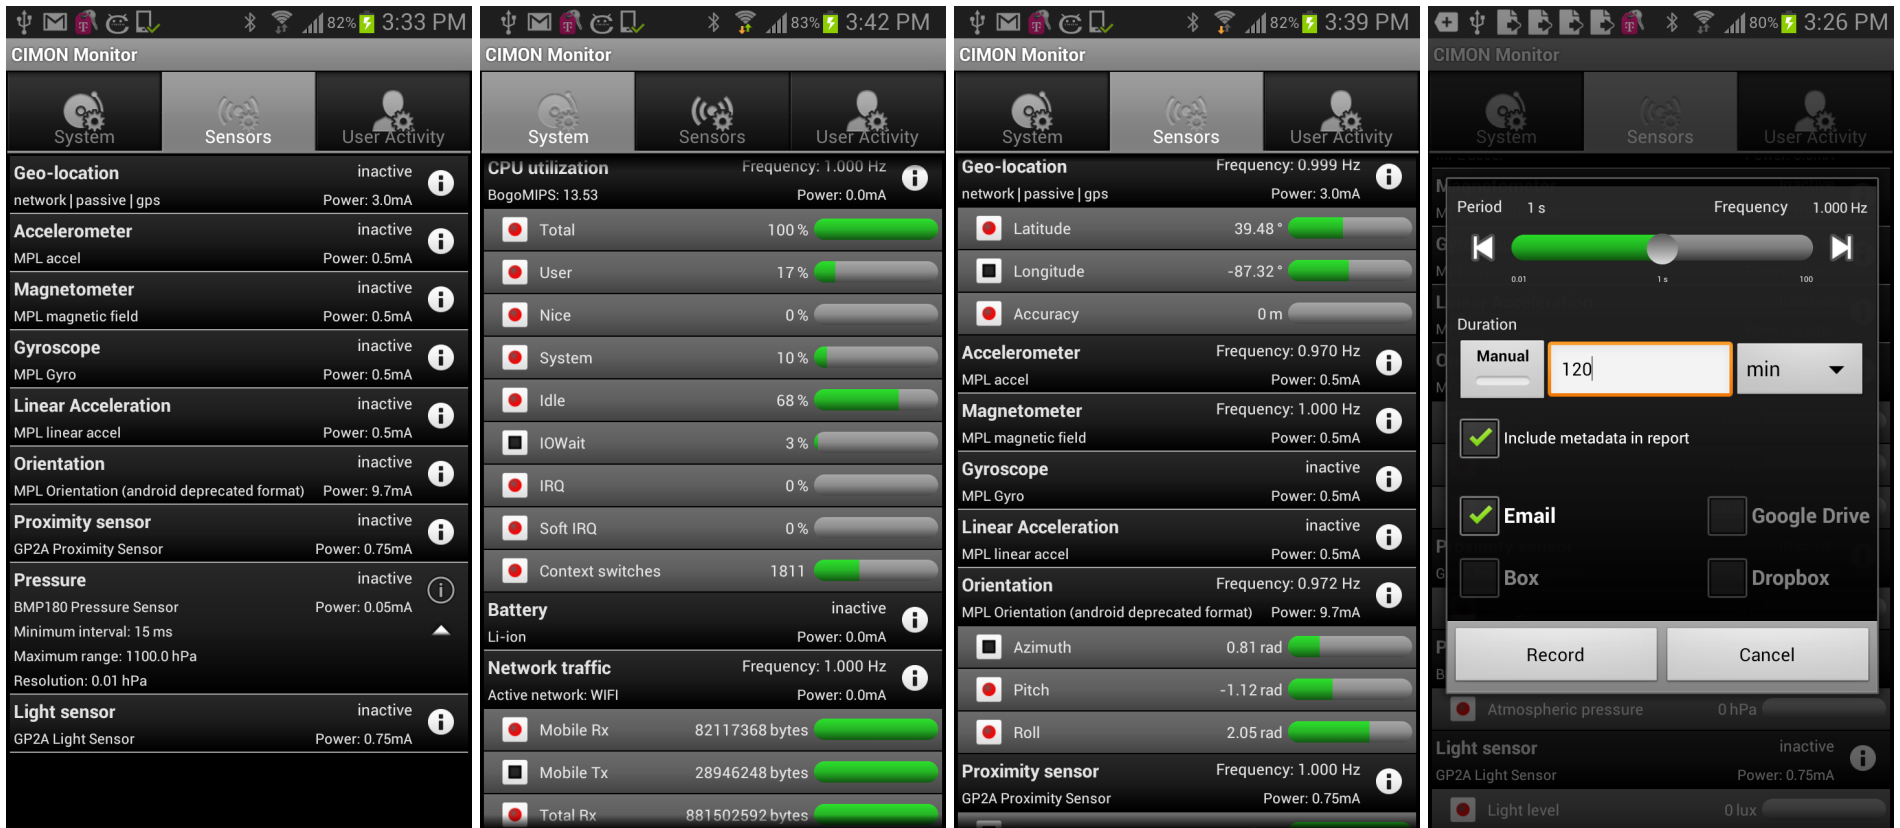 82% 3:33 PM
CIMON Monitor
System Sensors User Activity
Geo-location inactive
network | passive | gps Power: 3.0mA
Accelerometer inactive
MPL accel Power: 0.5mA
Magnetometer inactive
MPL magnetic field Power: 0.5mA
Gyroscope inactive
MPL Gyro Power: 0.5mA
Linear Acceleration inactive
MPL linear accel Power: 0.5mA
Orientation inactive
MPL Orientation (android deprecated format) Power: 9.7mA
Proximity sensor inactive
GP2A Proximity Sensor Power: 0.75mA
Pressure inactive
BMP180 Pressure Sensor Power: 0.05mA
Minimum interval: 15 ms
Maximum range: 1100.0 hPa
Resolution: 0.01 hPa
Light sensor inactive
GP2A Light Sensor Power: 0.75mA
83% 3:42 PM
CIMON Monitor
System Sensors User Activity
CPU utilization Frequency: 1.000 Hz
BogoMIPS: 13.53 Power: 0.0mA
Total 100 %
User 17 %
Nice 0 %
System 10 %
Idle 68 %
IOWait 3 %
IRQ 0 %
Soft IRQ 0 %
Context switches 1811
Battery inactive
Li-ion Power: 0.0mA
Network traffic Frequency: 1.000 Hz
Active network: WIFI Power: 0.0mA
Mobile Rx 82117368 bytes
Mobile Tx 28946248 bytes
Total Rx 881502592 bytes
82% 3:39 PM
CIMON Monitor
System Sensors User Activity
Geo-location Frequency: 0.999 Hz
network | passive | gps Power: 3.0mA
Latitude 39.48 °
Longitude -87.32 °
Accuracy 0 m
Accelerometer Frequency: 0.970 Hz
MPL accel Power: 0.5mA
Magnetometer Frequency: 1.000 Hz
MPL magnetic field Power: 0.5mA
Gyroscope inactive
MPL Gyro Power: 0.5mA
Linear Acceleration inactive
MPL linear accel Power: 0.5mA
Orientation Frequency: 0.972 Hz
MPL Orientation (android deprecated format) Power: 9.7mA
Azimuth 0.81 rad
Pitch -1.12 rad
Roll 2.05 rad
Proximity sensor Frequency: 1.000 Hz
GP2A Proximity Sensor Power: 0.75mA
80% 3:26 PM
CIMON Monitor
System Sensors User Activity
Period 1 s Frequency 1.000 Hz
0.01 1 s 100
Duration
Manual 120 min
Include metadata in report
Email Google Drive
Box Dropbox
Record Cancel
Atmospheric pressure 0 hPa
Light sensor inactive
GP2A Light Sensor Power: 0.75mA
Light level 0 lux